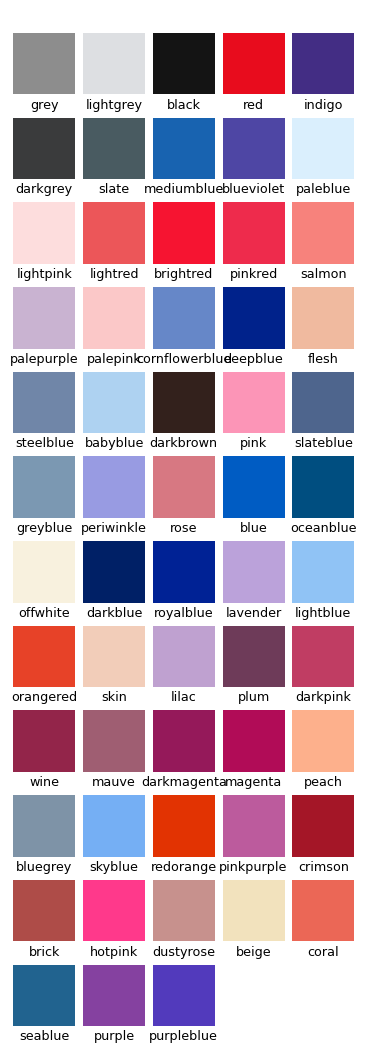 grey lightgrey black red indigo
darkgrey slate mediumblue blueviolet paleblue
lightpink lightred brightred pinkred salmon
palepurple palepink cornflowerblue deepblue flesh
steelblue babyblue darkbrown pink slateblue
greyblue periwinkle rose blue oceanblue
offwhite darkblue royalblue lavender lightblue
orangered skin lilac plum darkpink
wine mauve darkmagenta magenta peach
bluegrey skyblue redorange pinkpurple crimson
brick hotpink dustyrose beige coral
seablue purple purpleblue